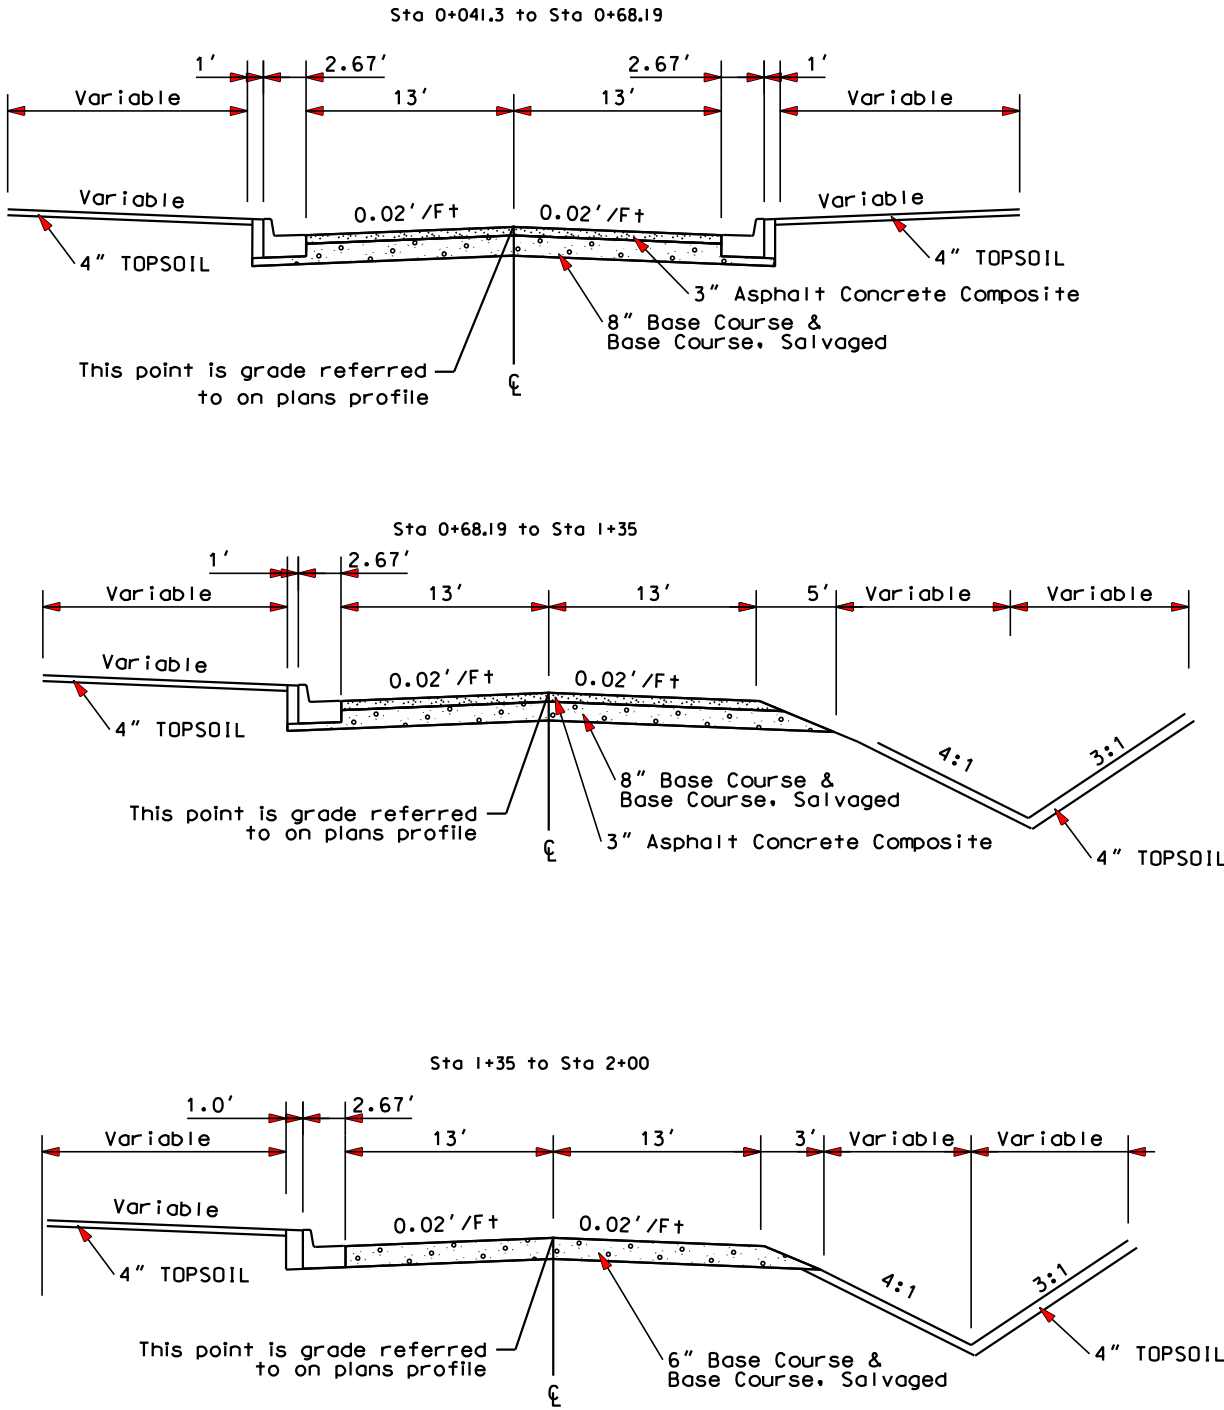 Sta 0+041.3 to Sta 0+68.19
1' 2.67' 2.67' 1'
Variable 13' 13' Variable
Variable 0.02'/Ft 0.02'/Ft Variable
4" TOPSOIL 4" TOPSOIL
3" Asphalt Concrete Composite
8" Base Course &
Base Course, Salvaged
This point is grade referred
to on plans profile
CL
Sta 0+68.19 to Sta 1+35
1' 2.67'
Variable 13' 13' 5' Variable Variable
Variable 0.02'/Ft 0.02'/Ft
4" TOPSOIL
4:1 3:1
8" Base Course &
Base Course, Salvaged
This point is grade referred
to on plans profile
3" Asphalt Concrete Composite
CL
4" TOPSOIL
Sta 1+35 to Sta 2+00
1.0' 2.67'
Variable 13' 13' 3' Variable Variable
Variable 0.02'/Ft 0.02'/Ft
4" TOPSOIL
4:1 3:1
This point is grade referred
to on plans profile
6" Base Course &
Base Course, Salvaged
4" TOPSOIL
CL